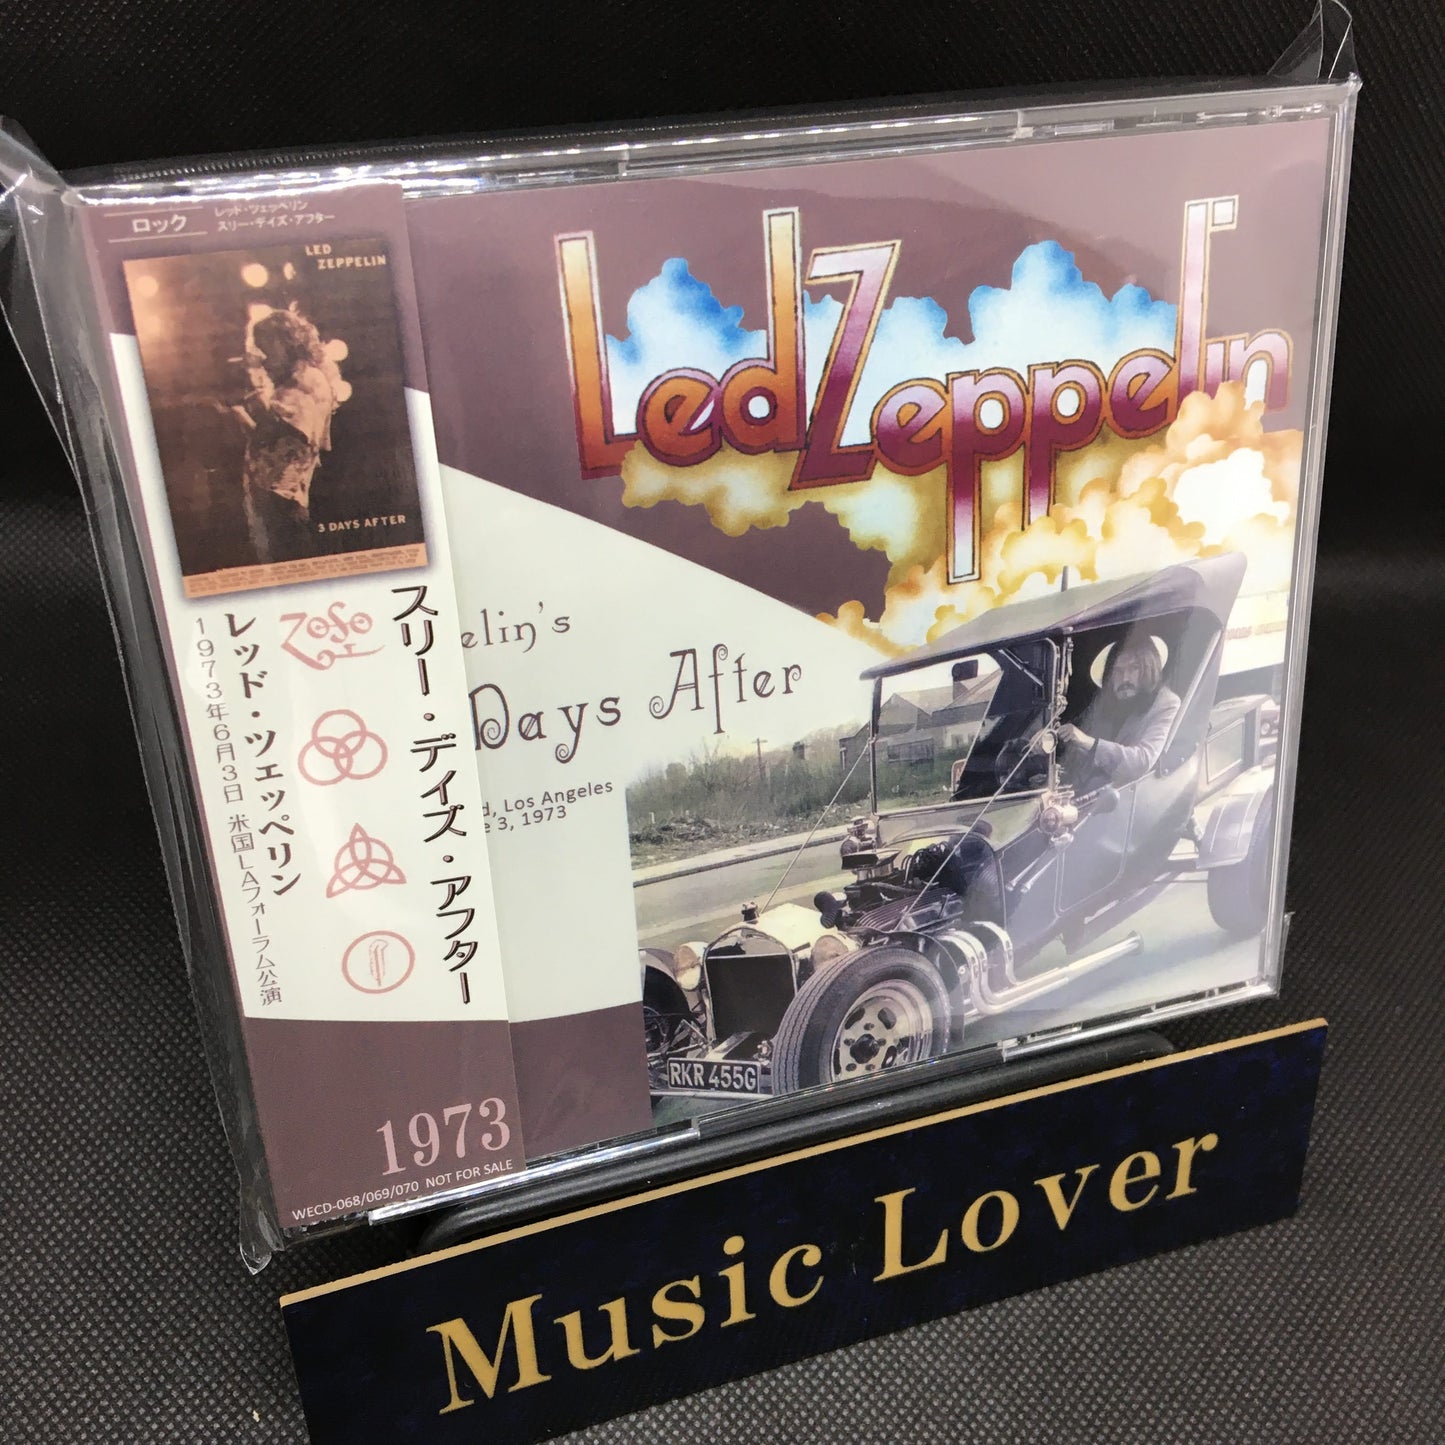 ロック
レッド・ツェッペリン
スリー・デイズ・アフター
LED
ZEPPELIN
3 DAYS AFTER
スリー・デイズ・アフター
ZOSO
レッド・ツェッペリン
1973年6月3日 米国LAフォーラム公演
1973
WECD-068/069/070 NOT FOR SALE
Led Zeppelin
elin's
Days After
d, Los Angeles
e 3, 1973
RKR 455G
Music Lover